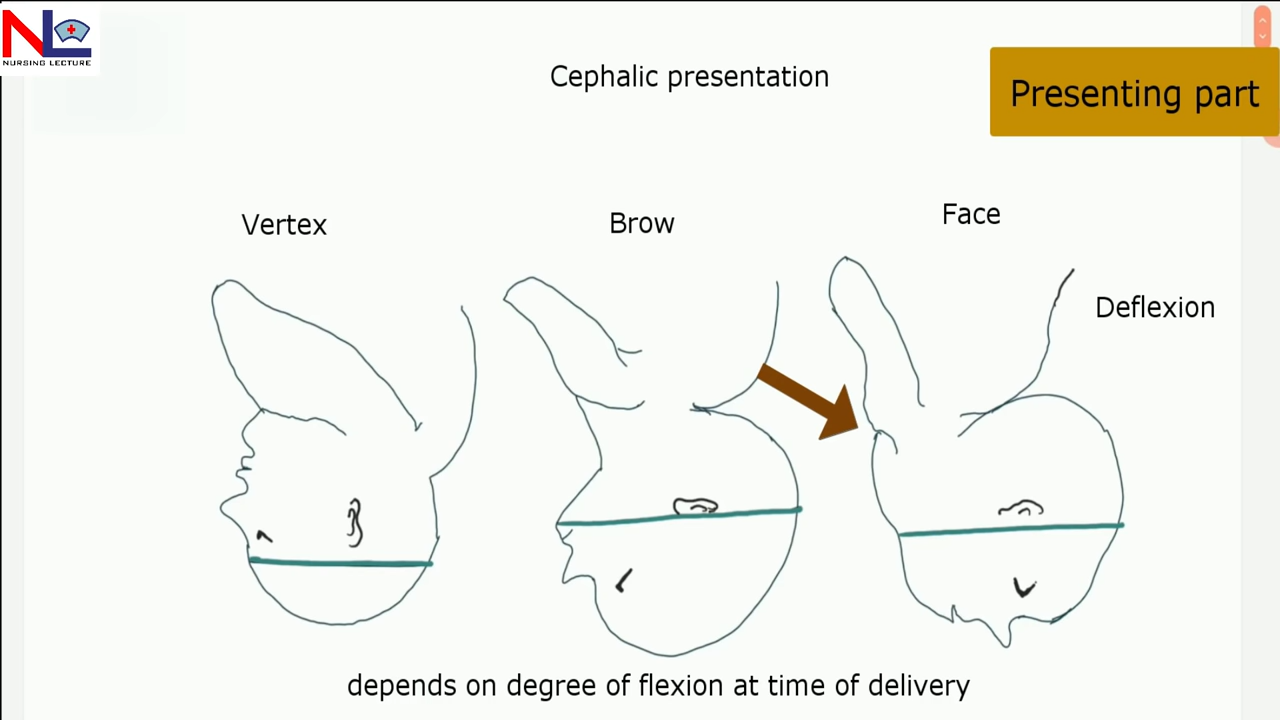 NL
NURSING LECTURE
Cephalic presentation
Presenting part
Vertex
Brow
Face
Deflexion
depends on degree of flexion at time of delivery